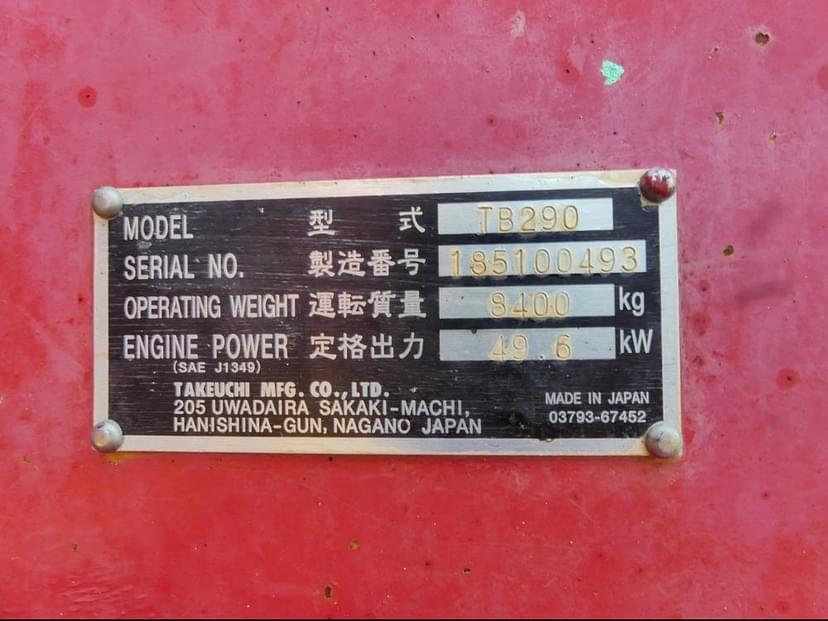 MODEL 型 式 TB290
SERIAL NO. 製造番号 185100493
OPERATING WEIGHT 運転質量 8400 kg
ENGINE POWER 定格出力 49.6 kW
(SAE J1349)
TAKEUCHI MFG. CO., LTD.
205 UWADAIRA SAKAKI-MACHI,
HANISHINA-GUN, NAGANO JAPAN
MADE IN JAPAN
03793-67452